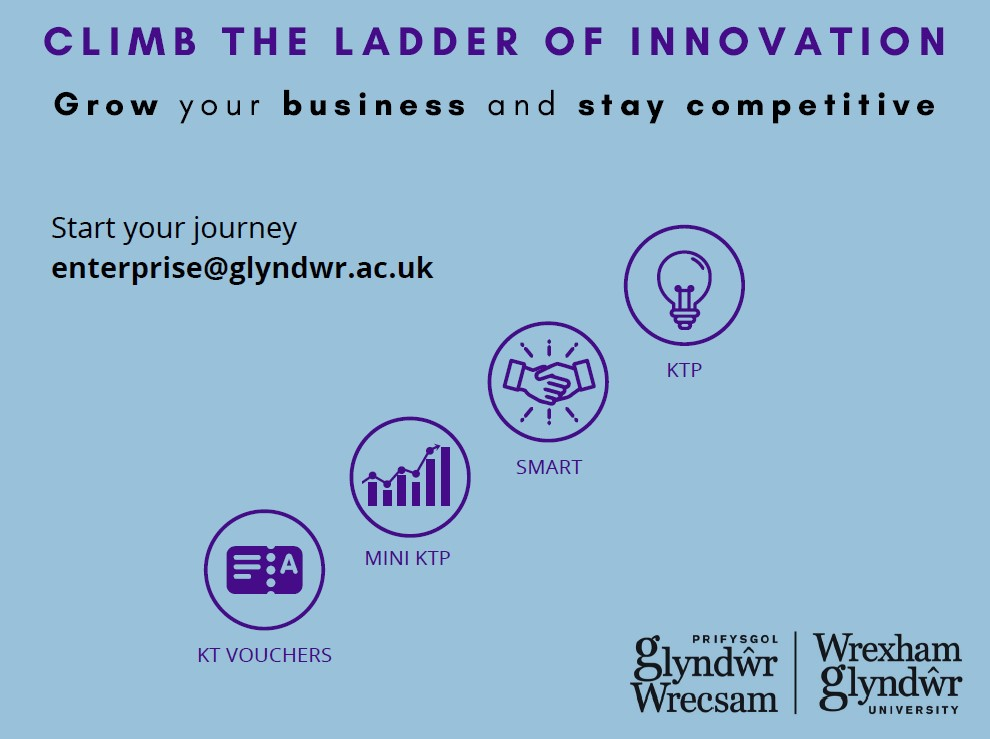 CLIMB THE LADDER OF INNOVATION
Grow your business and stay competitive
Start your journey
enterprise@glyndwr.ac.uk
KTP
SMART
MINI KTP
A
KT VOUCHERS
PRIFYSGOL
glyndŵr
Wrecsam
Wrexham
glyndŵr
UNIVERSITY